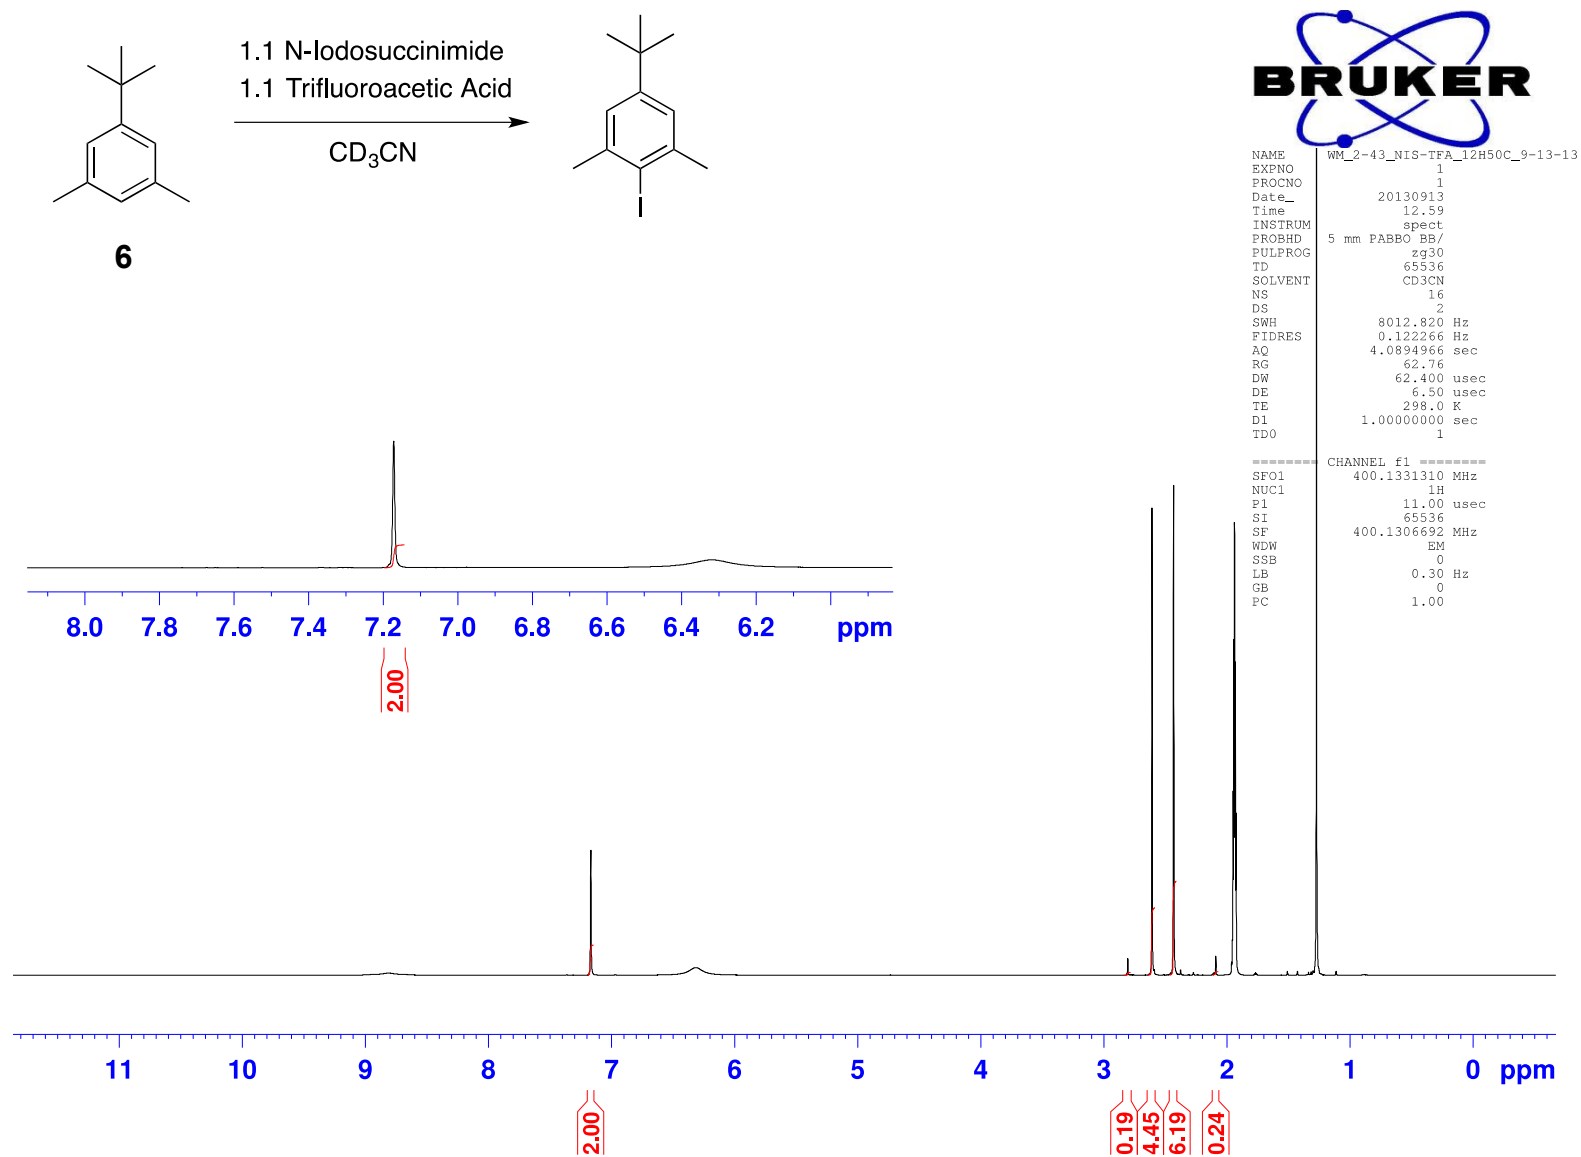 1.1 N-Iodosuccinimide
1.1 Trifluoroacetic Acid
CD3CN
I
6
BRUKER
NAME WM_2-43_NIS-TFA_12H50C_9-13-13
EXPNO 1
PROCNO 1
Date_ 20130913
Time 12.59
INSTRUM spect
PROBHD 5 mm PABBO BB/
PULPROG zg30
TD 65536
SOLVENT CD3CN
NS 16
DS 2
SWH 8012.820 Hz
FIDRES 0.122266 Hz
AQ 4.0894966 sec
RG 62.76
DW 62.400 usec
DE 6.50 usec
TE 298.0 K
D1 1.00000000 sec
TD0 1
======== CHANNEL f1 ========
SFO1 400.1331310 MHz
NUC1 1H
P1 11.00 usec
SI 65536
SF 400.1306692 MHz
WDW EM
SSB 0
LB 0.30 Hz
GB 0
PC 1.00
8.0 7.8 7.6 7.4 7.2 7.0 6.8 6.6 6.4 6.2 ppm
2.00
11 10 9 8 7 6 5 4 3 2 1 0 ppm
2.00 0.19 4.45 6.19 0.24